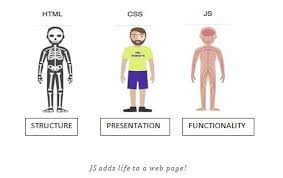 HTML CSS JS
STRUCTURE PRESENTATION FUNCTIONALITY
JS adds life to a web page!